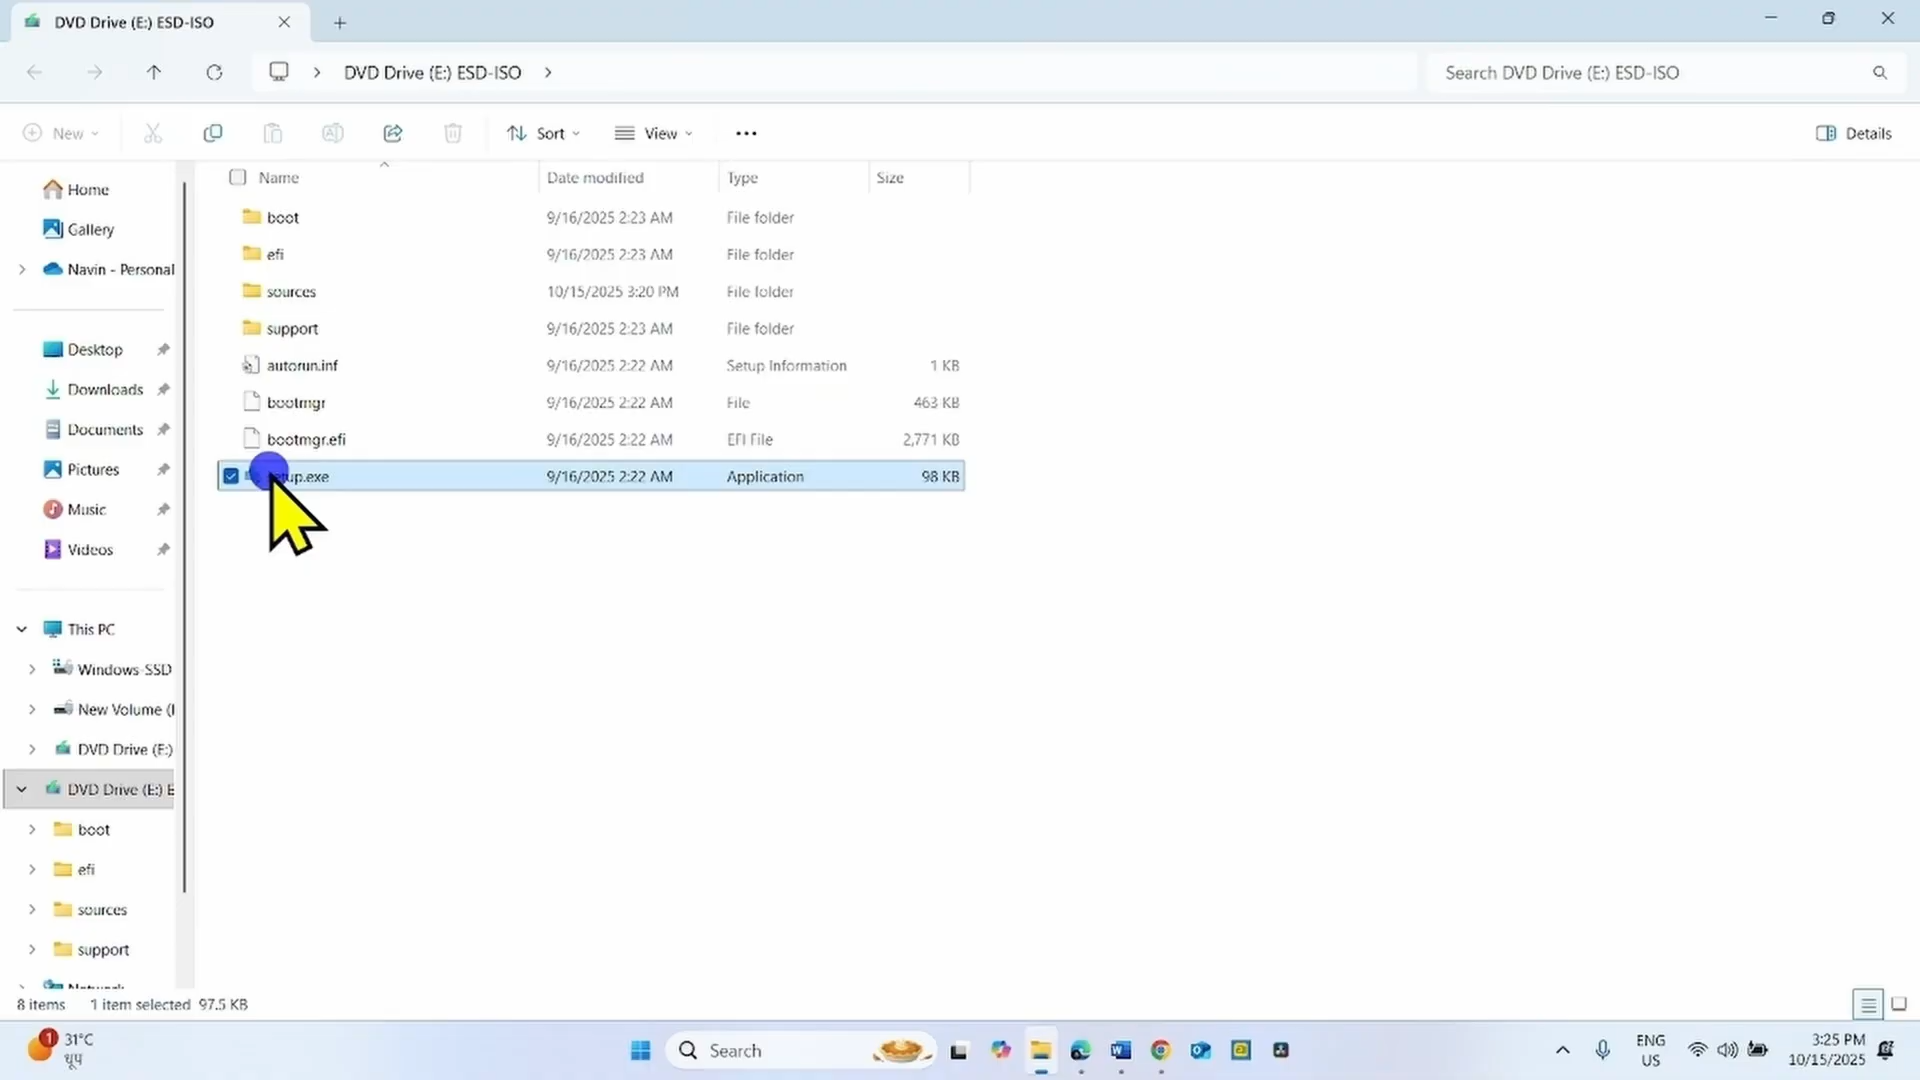 DVD Drive (E:) ESD-ISO
DVD Drive (E:) ESD-ISO
Search DVD Drive (E:) ESD-ISO
New
Sort
View
Details
Name Date modified Type Size
boot 9/16/2025 2:23 AM File folder
efi 9/16/2025 2:23 AM File folder
sources 10/15/2025 3:20 PM File folder
support 9/16/2025 2:23 AM File folder
autorun.inf 9/16/2025 2:22 AM Setup Information 1 KB
bootmgr 9/16/2025 2:22 AM File 463 KB
bootmgr.efi 9/16/2025 2:22 AM EFI File 2,771 KB
setup.exe 9/16/2025 2:22 AM Application 98 KB
Home
Gallery
Navin - Personal
Desktop
Downloads
Documents
Pictures
Music
Videos
This PC
Windows-SSD
New Volume (
DVD Drive (E:)
DVD Drive (E:) E
boot
efi
sources
support
Network
8 items 1 item selected 97.5 KB
1
31°C
धूप
Search
ENG
US
3:25 PM
10/15/2025